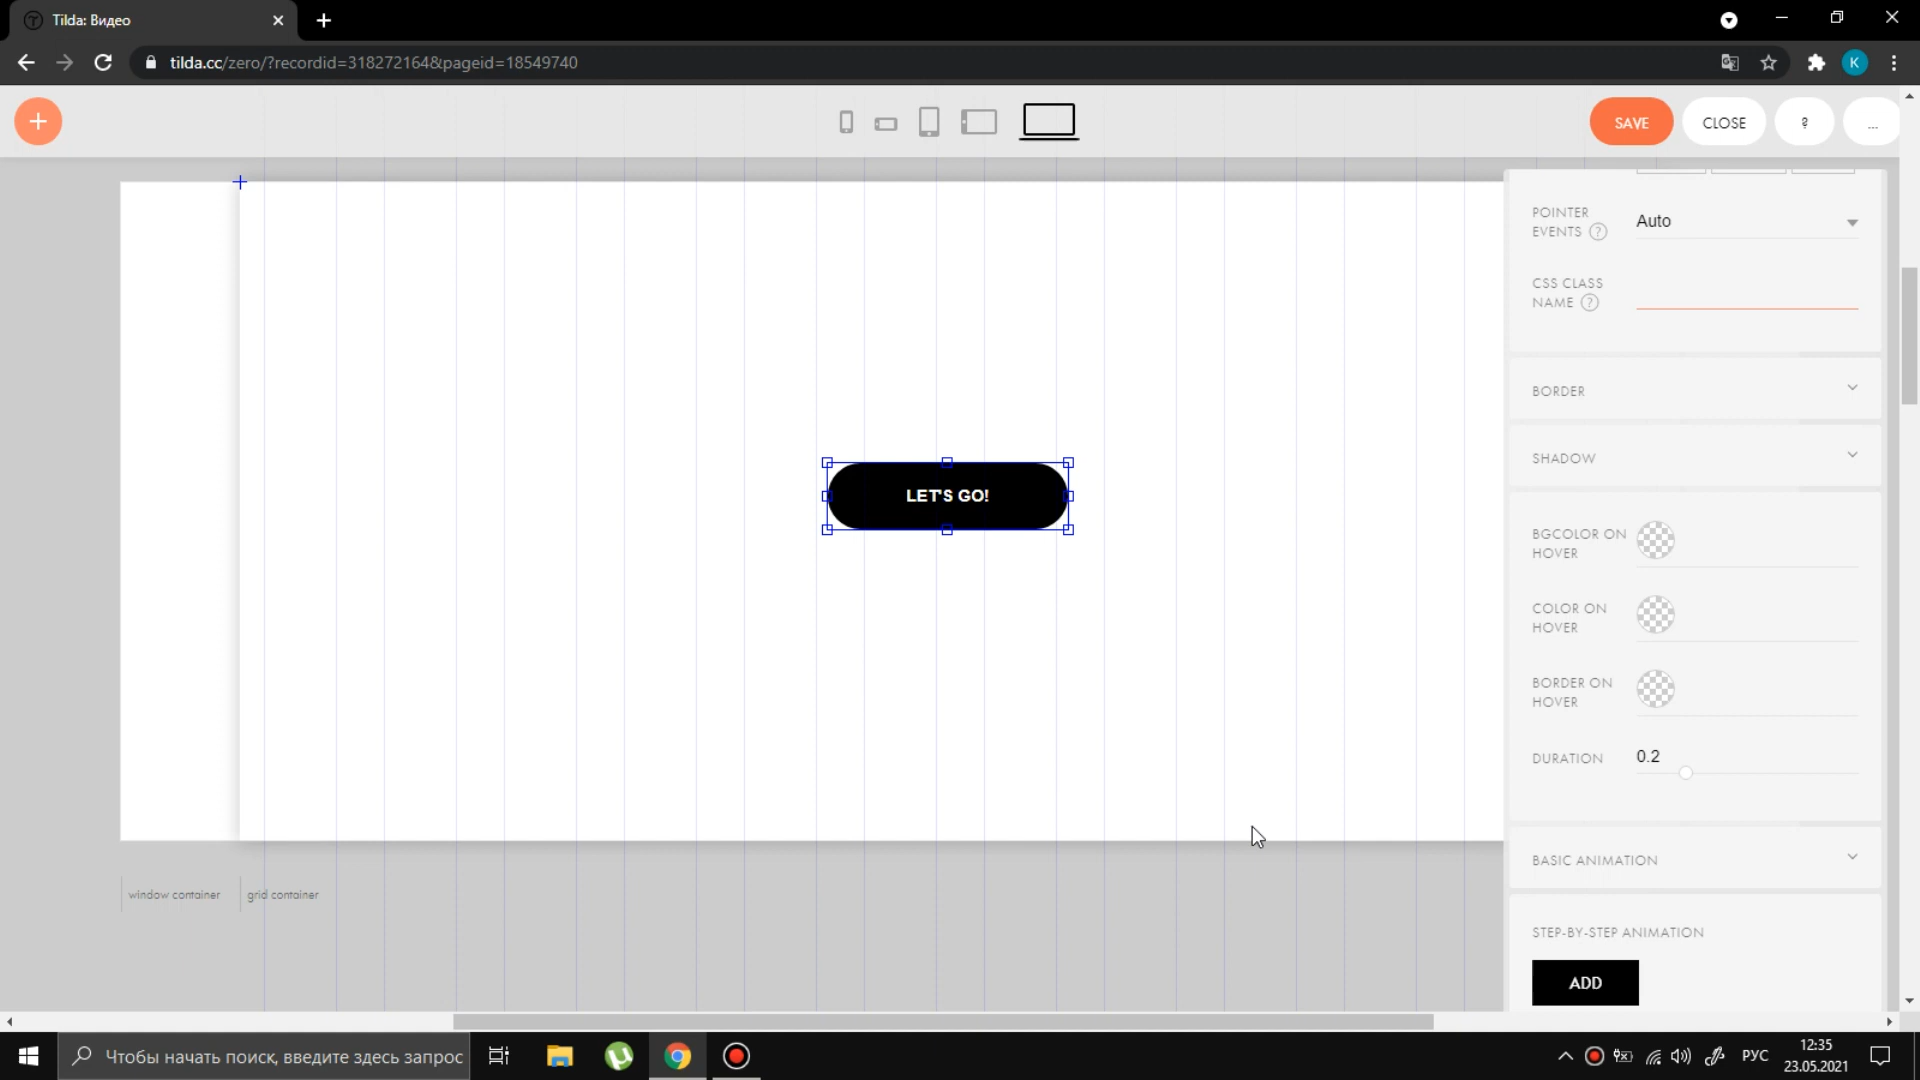 Tilda: Видео
tilda.cc/zero/?recordid=318272164&pageid=18549740
K
SAVE
CLOSE
?
...
POINTER
EVENTS ?
Auto
CSS CLASS
NAME ?
BORDER
SHADOW
LET'S GO!
BGCOLOR ON
HOVER
COLOR ON
HOVER
BORDER ON
HOVER
DURATION
0.2
BASIC ANIMATION
window container
grid container
STEP-BY-STEP ANIMATION
ADD
Чтобы начать поиск, введите здесь запрос
РУС
12:35
23.05.2021